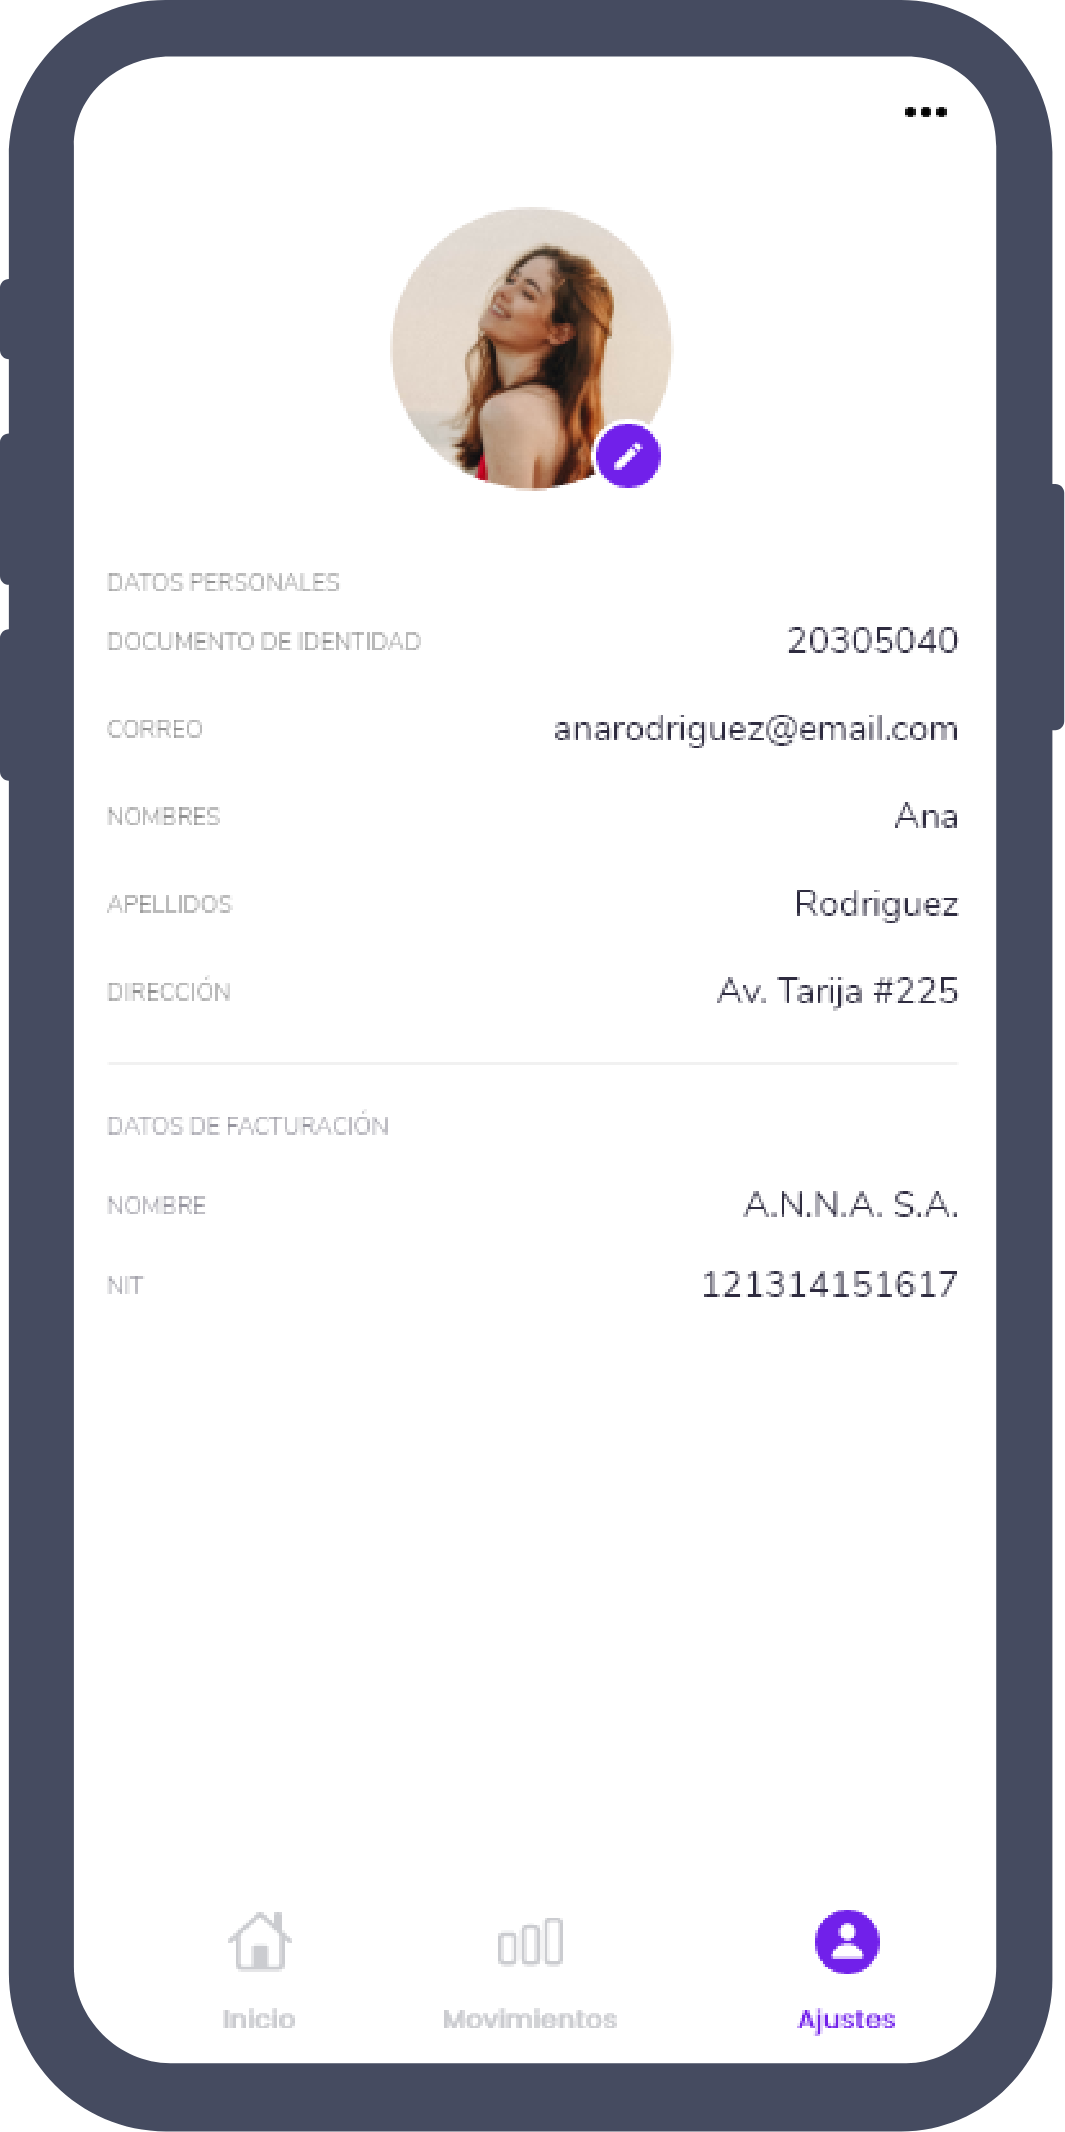 DATOS PERSONALES
DOCUMENTO DE IDENTIDAD 20305040
CORREO anarodriguez@email.com
NOMBRES Ana
APELLIDOS Rodriguez
DIRECCIÓN Av. Tarija #225
DATOS DE FACTURACIÓN
NOMBRE A.N.N.A. S.A.
NIT 121314151617
Inicio Movimientos Ajustes